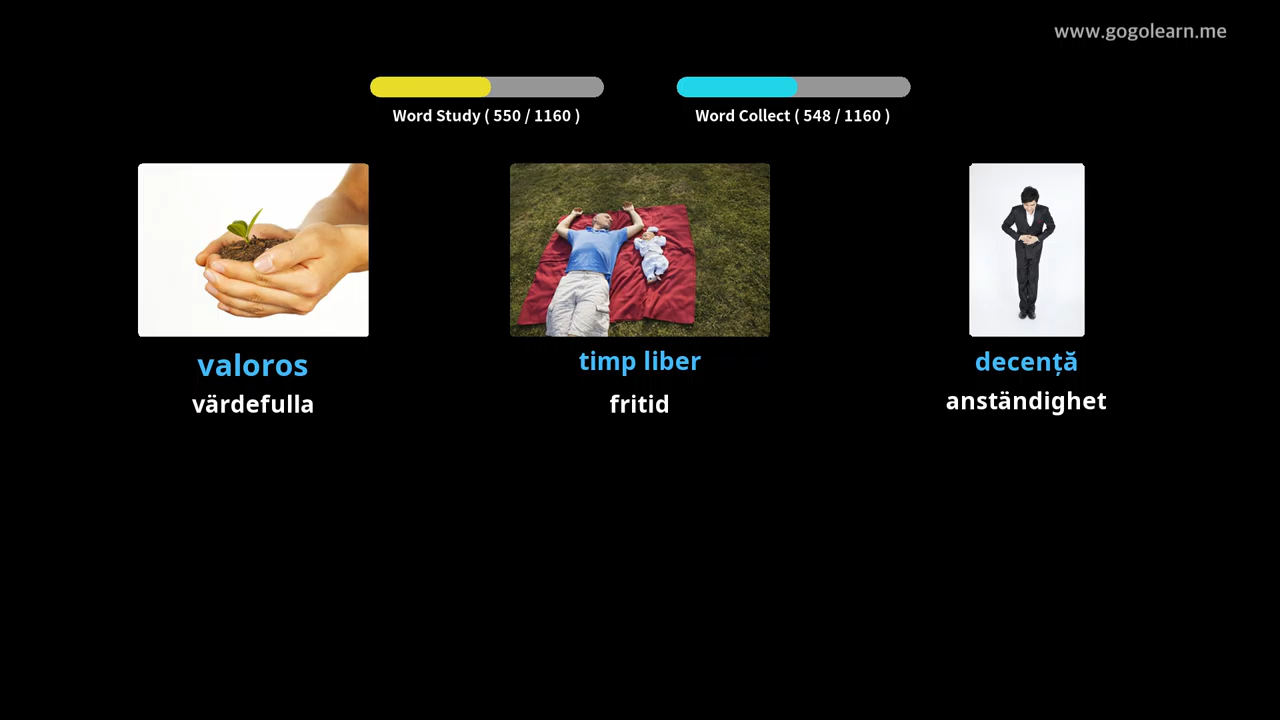 www.gogolearn.me
Word Study ( 550 / 1160 )
Word Collect ( 548 / 1160 )
valoros
timp liber
decență
värdefulla
fritid
anständighet